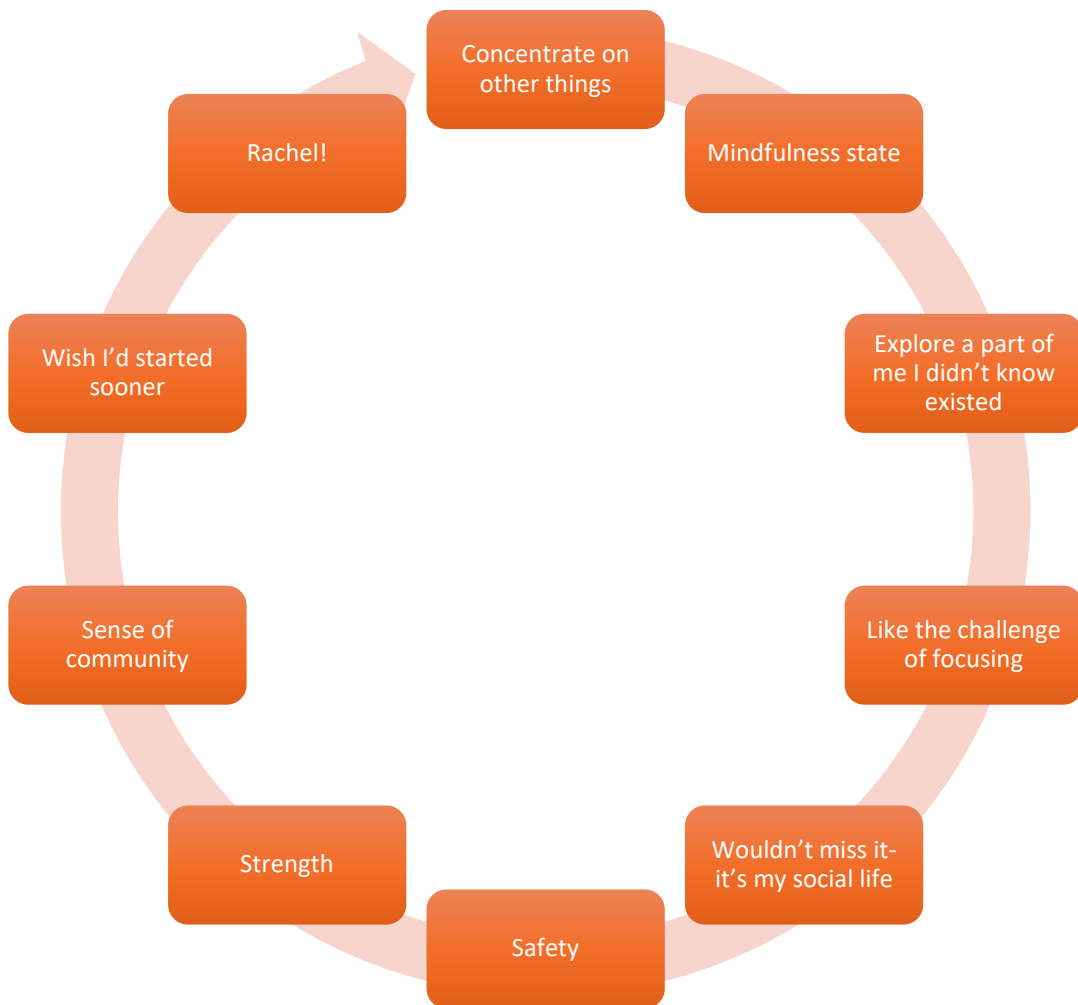 Concentrate on
other things
Mindfulness state
Explore a part of
me I didn’t know
existed
Like the challenge
of focusing
Wouldn’t miss it-
it’s my social life
Safety
Strength
Sense of
community
Wish I’d started
sooner
Rachel!